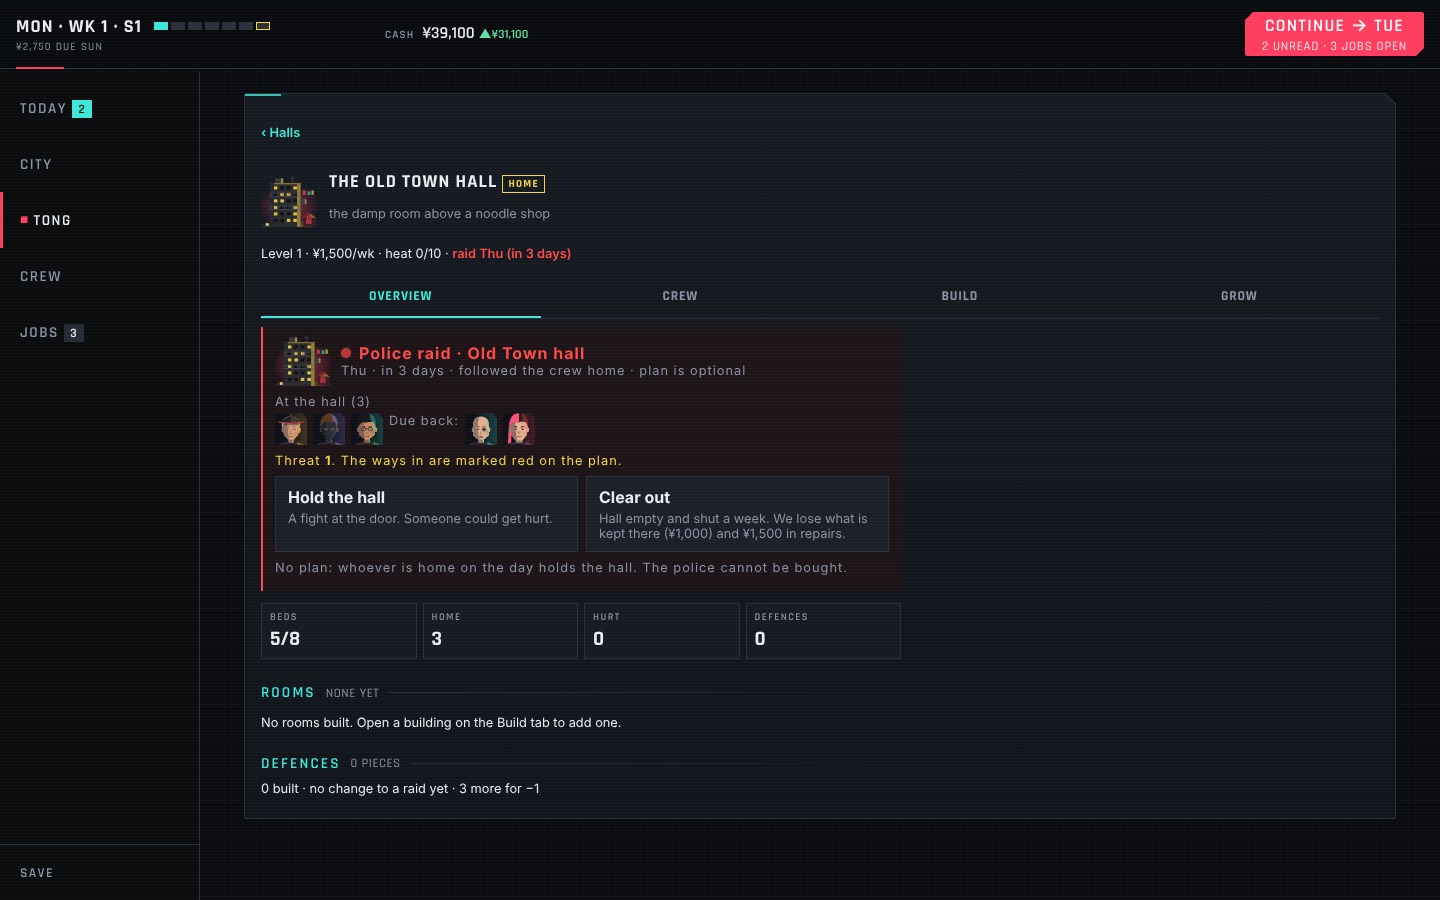 MON · WK 1 · S1
¥2,750 DUE SUN
CASH ¥39,100 ▲¥31,100
CONTINUE → TUE
2 UNREAD · 3 JOBS OPEN
TODAY 2
CITY
TONG
CREW
JOBS 3
SAVE
‹ Halls
THE OLD TOWN HALL HOME
the damp room above a noodle shop
Level 1 · ¥1,500/wk · heat 0/10 · raid Thu (in 3 days)
OVERVIEW CREW BUILD GROW
Police raid · Old Town hall
Thu · in 3 days · followed the crew home · plan is optional
At the hall (3)
Due back:
Threat 1. The ways in are marked red on the plan.
Hold the hall
A fight at the door. Someone could get hurt.
Clear out
Hall empty and shut a week. We lose what is
kept there (¥1,000) and ¥1,500 in repairs.
No plan: whoever is home on the day holds the hall. The police cannot be bought.
BEDS
5/8
HOME
3
HURT
0
DEFENCES
0
ROOMS NONE YET
No rooms built. Open a building on the Build tab to add one.
DEFENCES 0 PIECES
0 built · no change to a raid yet · 3 more for −1